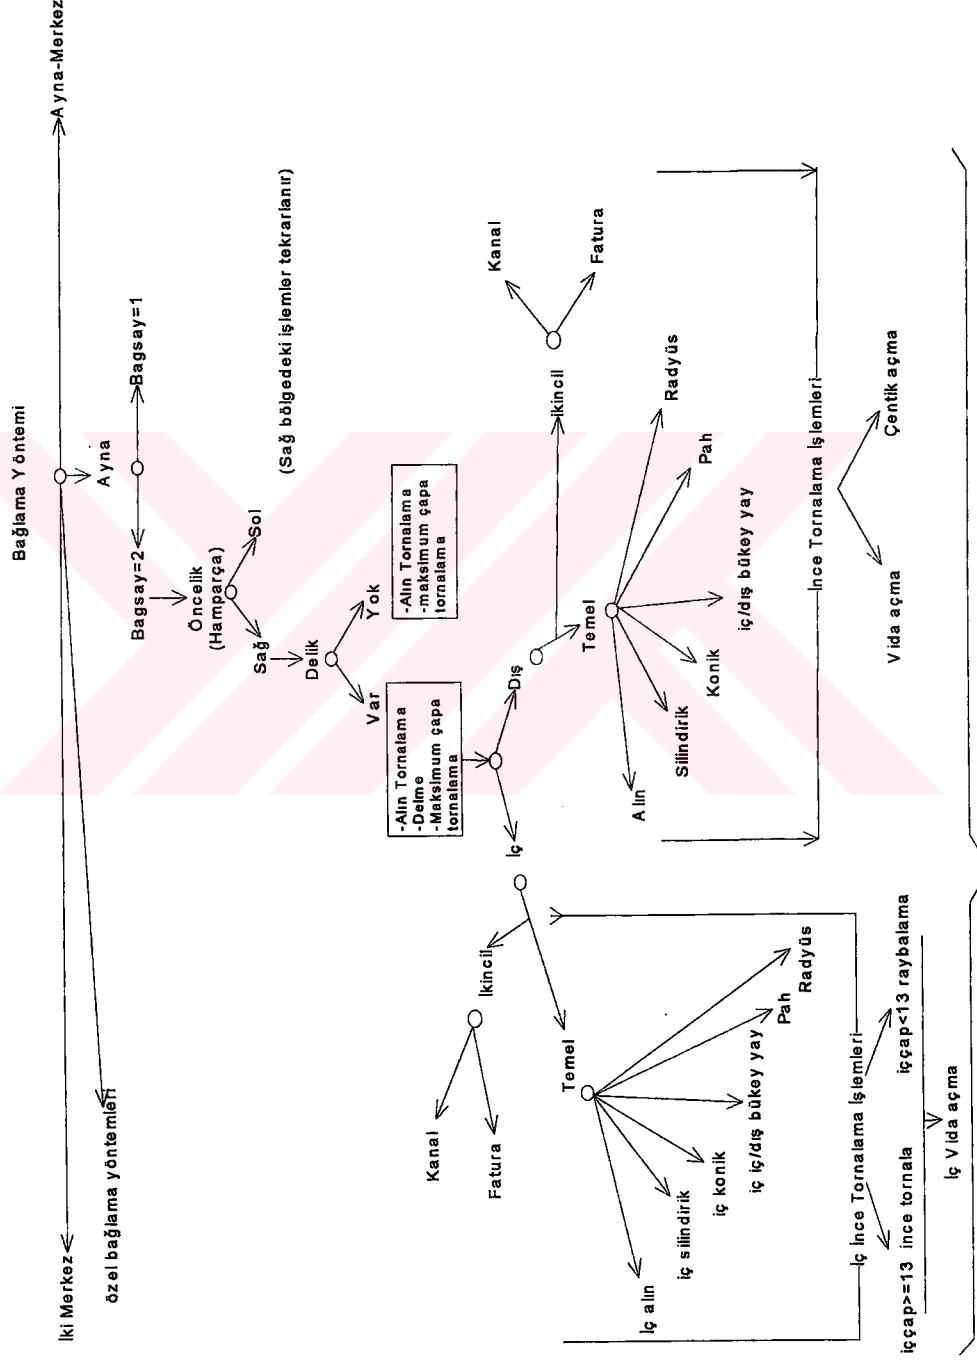 Bağlama Yöntemi
İki Merkez
Ayna-Merkez
özel bağlama yöntemleri
Ayna
Bagsay=2
Bagsay=1
Öncelik
(Hamparça)
Sağ
Sol
(Sağ bölgedeki işlemler tekrarlanır)
Delik
Var
Yok
-Alın Tornalama
-Delme
-Maksimum çapa
tornalama
-Alın Tornalama
-maksimum çapa
tornalama
İç
Dış
İkincil
Kanal
Fatura
Temel
İç alın
iç silindirik
iç konik
iç iç/dış bükey yay
Pah
Radyüs
İkincil
Kanal
Fatura
Temel
Alın
Silindirik
Konik
iç/dış bükey yay
Pah
Radyüs
İnce Tornalama İşlemleri
Vida açma
Çentik açma
İç İnce Tornalama İşlemleri
iççap>=13 ince tornala
iççap<13 raybalama
İç Vida açma